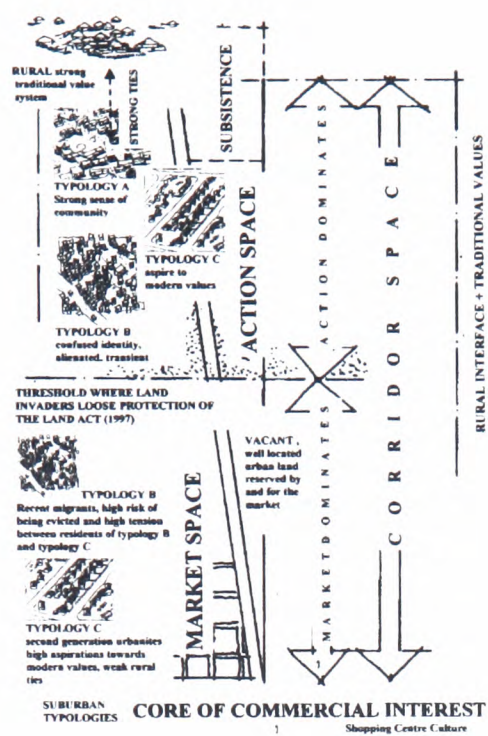 RURAL strong
traditional value
system
STRONG TIES
SUBSISTENCE
TYPOLOGY A
Strong sense of
community
TYPOLOGY C
aspire to
modern values
TYPOLOGY B
confused identity,
alienated, transient
ACTION SPACE
ACTION DOMINATES
CORRIDOR SPACE
RURAL INTERFACE + TRADITIONAL VALUES
THRESHOLD WHERE LAND
INVADERS LOOSE PROTECTION OF
THE LAND ACT (1997)
VACANT,
well located
urban land
reserved by
and for the
market
TYPOLOGY B
Recent migrants, high risk of
being evicted and high tension
between residents of typology B
and typology C
MARKET SPACE
MARKET DOMINATES
TYPOLOGY C
second generation urbanites
high aspirations towards
modern values, weak rural
ties
SUBURBAN
TYPOLOGIES
CORE OF COMMERCIAL INTEREST
1
Shopping Centre Culture